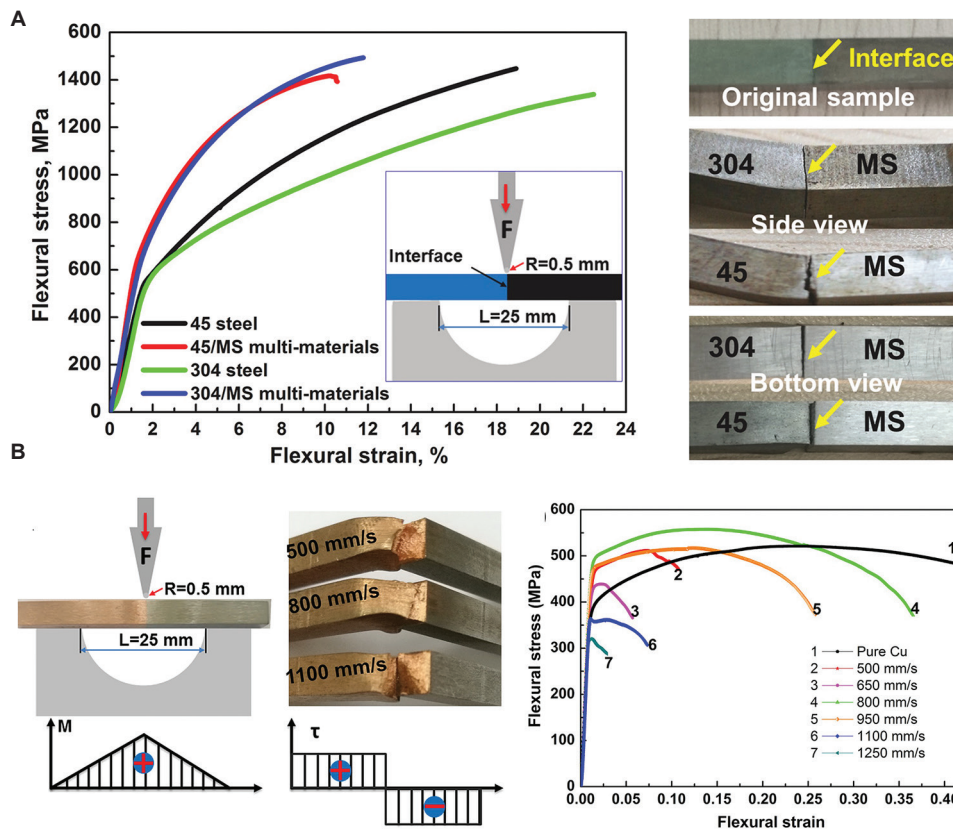 A
Flexural stress, MPa
1600
1400
1200
1000
800
600
400
200
0
0 2 4 6 8 10 12 14 16 18 20 22 24
Flexural strain, %
45 steel
45/MS multi-materials
304 steel
304/MS multi-materials
F
Interface
R=0.5 mm
L=25 mm
Interface
Original sample
304 MS
Side view
45 MS
304 MS
Bottom view
45 MS
B
F
R=0.5 mm
L=25 mm
M
+
500 mm/s
800 mm/s
1100 mm/s
τ
+
−
Flexural stress (MPa)
600
500
400
300
200
100
0
0.00 0.05 0.10 0.15 0.20 0.25 0.30 0.35 0.40
Flexural strain
1
2
3
4
5
6
7
1 Pure Cu
2 500 mm/s
3 650 mm/s
4 800 mm/s
5 950 mm/s
6 1100 mm/s
7 1250 mm/s